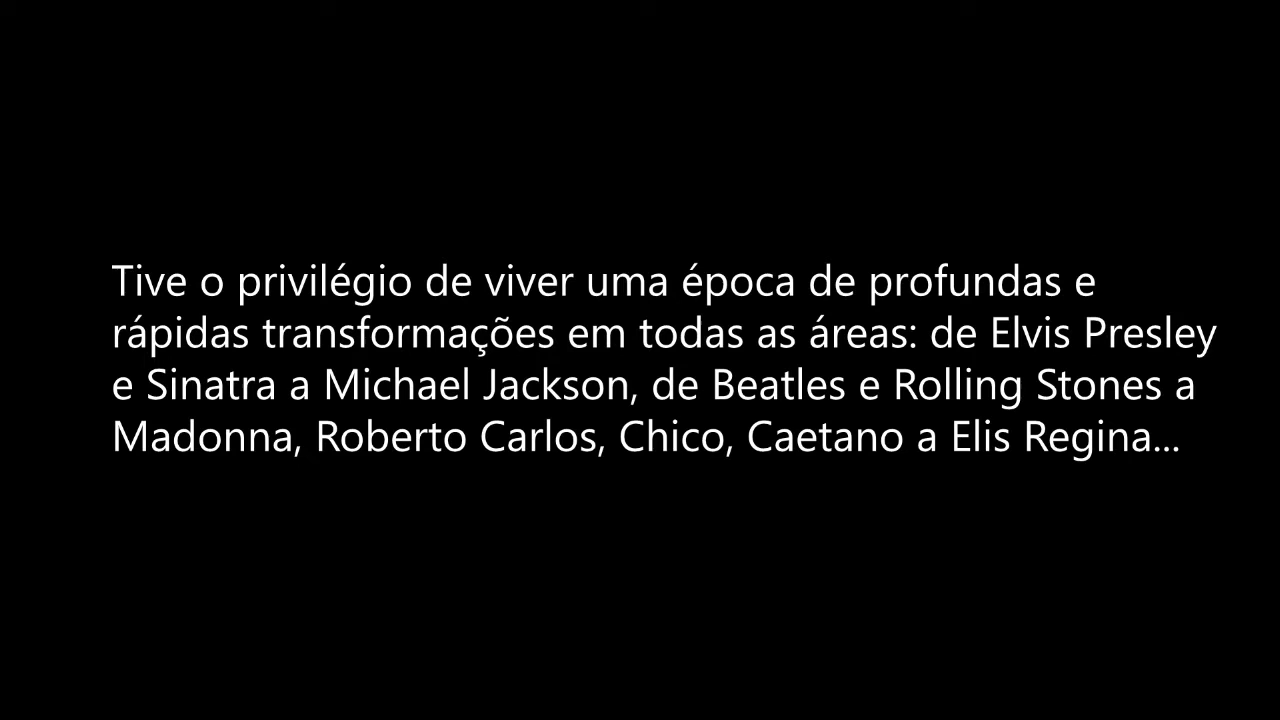 Tive o privilégio de viver uma época de profundas e
rápidas transformações em todas as áreas: de Elvis Presley
e Sinatra a Michael Jackson, de Beatles e Rolling Stones a
Madonna, Roberto Carlos, Chico, Caetano a Elis Regina...